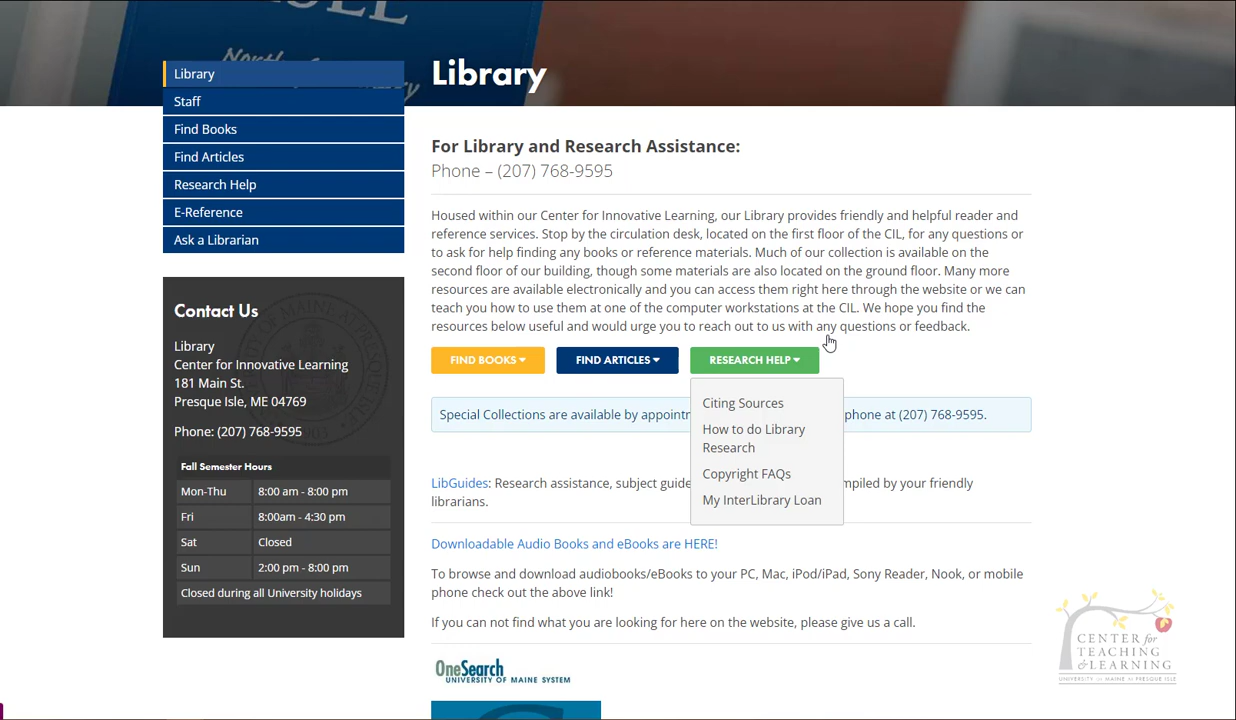 Library
Library
Staff
Find Books
Find Articles
Research Help
E-Reference
Ask a Librarian
For Library and Research Assistance:
Phone – (207) 768-9595
Housed within our Center for Innovative Learning, our Library provides friendly and helpful reader and
reference services. Stop by the circulation desk, located on the first floor of the CIL, for any questions or
to ask for help finding any books or reference materials. Much of our collection is available on the
second floor of our building, though some materials are also located on the ground floor. Many more
resources are available electronically and you can access them right here through the website or we can
teach you how to use them at one of the computer workstations at the CIL. We hope you find the
resources below useful and would urge you to reach out to us with any questions or feedback.
FIND BOOKS
FIND ARTICLES
RESEARCH HELP
Citing Sources
How to do Library
Research
Copyright FAQs
My InterLibrary Loan
Special Collections are available by phone at (207) 768-9595.
LibGuides: Research assistance, subject by your friendly
librarians.
Downloadable Audio Books and eBooks are HERE!
To browse and download audiobooks/eBooks to your PC, Mac, iPod/iPad, Sony Reader, Nook, or mobile
phone check out the above link!
If you can not find what you are looking for here on the website, please give us a call.
OneSearch
UNIVERSITY OF MAINE SYSTEM
Contact Us
Library
Center for Innovative Learning
181 Main St.
Presque Isle, ME 04769
Phone: (207) 768-9595
Fall Semester Hours
Mon-Thu 8:00 am - 8:00 pm
Fri 8:00am - 4:30 pm
Sat Closed
Sun 2:00 pm - 8:00 pm
Closed during all University holidays
CENTER for
TEACHING
& LEARNING
UNIVERSITY OF MAINE AT PRESQUE ISLE